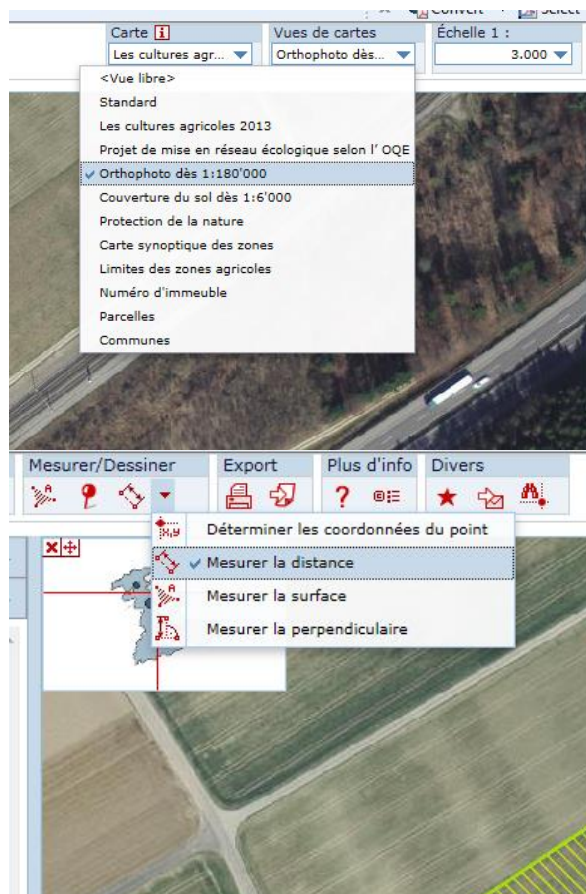 Convert
Select
Carte Vues de cartes Échelle 1 :
Les cultures agr... Orthophoto dès... 3.000
<Vue libre>
Standard
Les cultures agricoles 2013
Projet de mise en réseau écologique selon l' OQE
Orthophoto dès 1:180'000
Couverture du sol dès 1:6'000
Protection de la nature
Carte synoptique des zones
Limites des zones agricoles
Numéro d'immeuble
Parcelles
Communes
Mesurer/Dessiner Export Plus d'info Divers
Déterminer les coordonnées du point
Mesurer la distance
Mesurer la surface
Mesurer la perpendiculaire